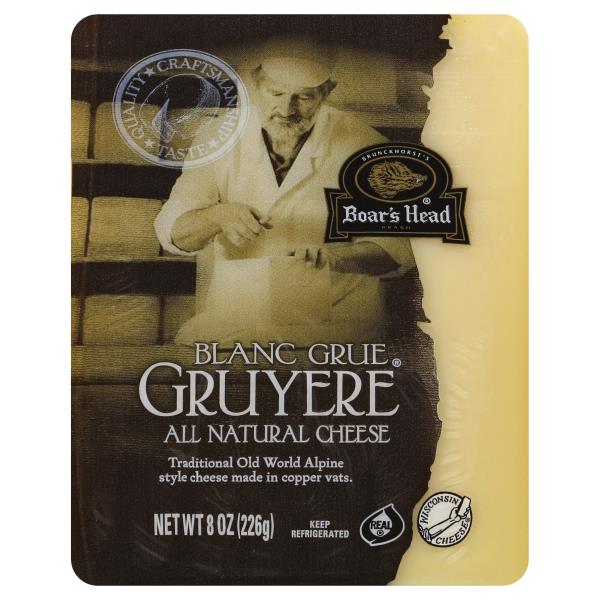 QUALITY ★ CRAFTSMANSHIP ★ TASTE ★
BRUNCKHORST'S
®
Boar's Head
BRAND
BLANC GRUE
GRUYERE®
ALL NATURAL CHEESE
Traditional Old World Alpine
style cheese made in copper vats.
NET WT 8 OZ (226g)
KEEP
REFRIGERATED
REAL
WISCONSIN
CHEESE